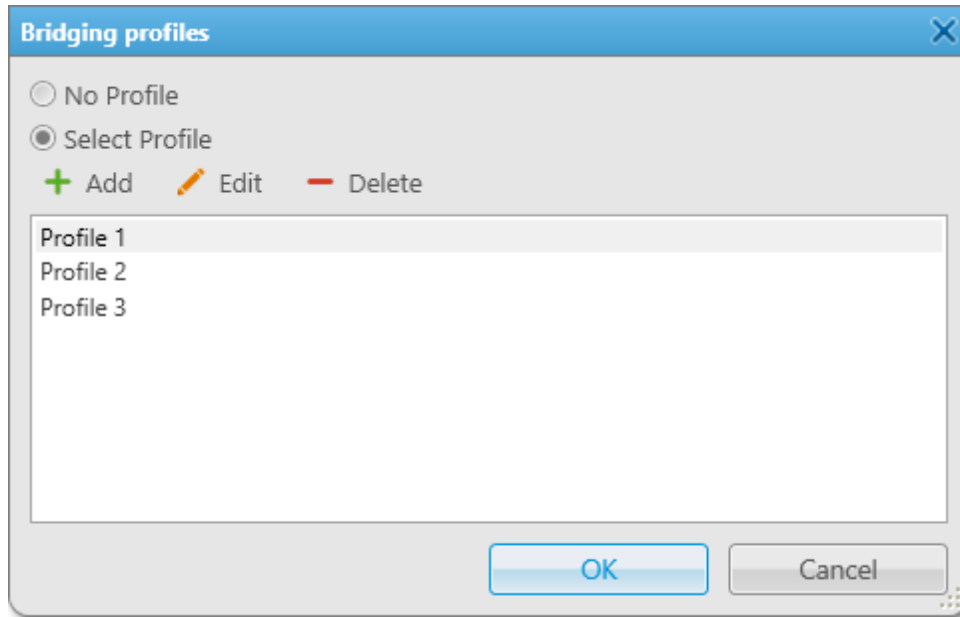 Bridging profiles
No Profile
Select Profile
Add Edit Delete
Profile 1
Profile 2
Profile 3
OK Cancel